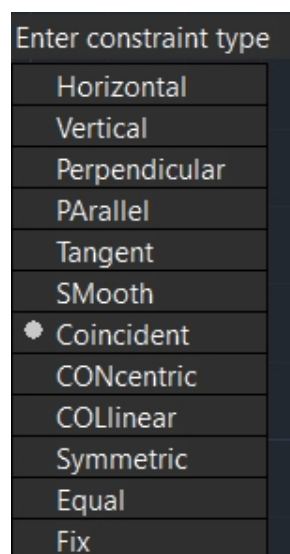 Enter constraint type
Horizontal
Vertical
Perpendicular
PArallel
Tangent
SMooth
Coincident
CONcentric
COLlinear
Symmetric
Equal
Fix